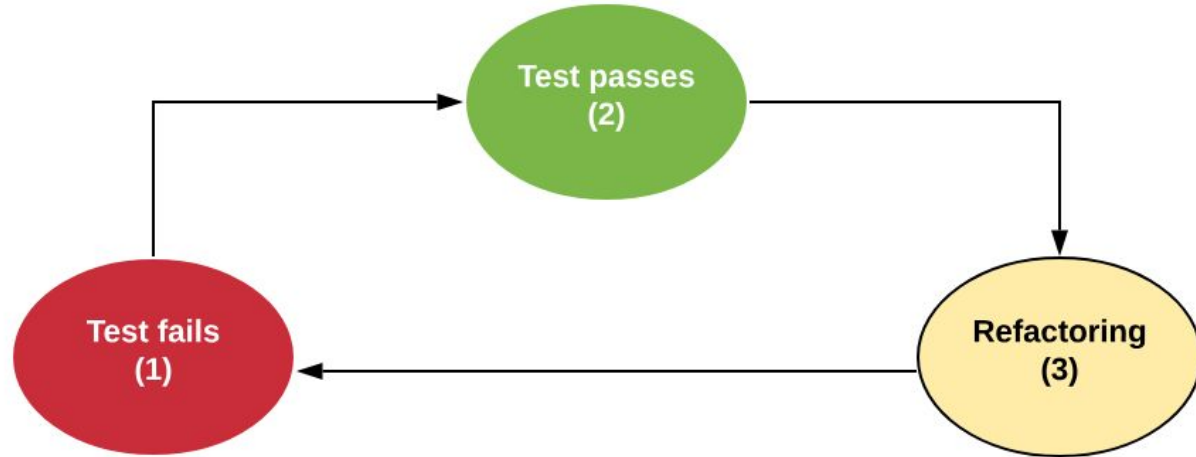 Test passes
(2)
Test fails
(1)
Refactoring
(3)